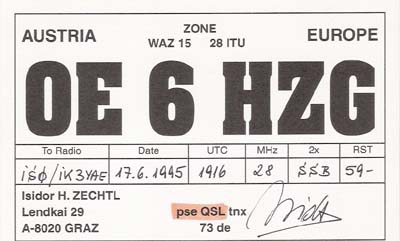 AUSTRIA ZONE EUROPE
WAZ 15 28 ITU
OE 6 HZG
To Radio Date UTC MHz 2x RST
iSØ/iK3YAE 17.6.1995 1916 28 SSB 59-
Isidor H. ZECHTL
Lendkai 29 pse QSL tnx
A-8020 GRAZ 73 de